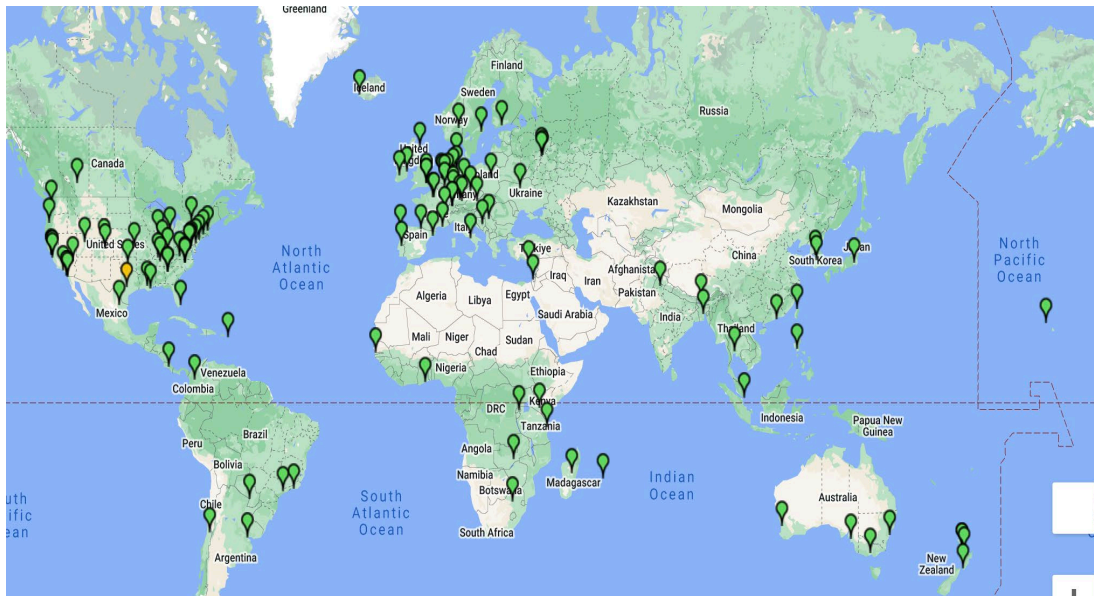 Greenland
Iceland
Finland
Sweden
Norway
Russia
Canada
United
Ukraine
Kazakhstan
Mongolia
United States
Spain
Türkiye
Afghanistan
China
South Korea
North
Atlantic
Ocean
North
Pacific
Ocean
Iraq
Iran
Pakistan
Algeria
Libya
Egypt
Saudi Arabia
India
Mexico
Mali
Niger
Sudan
Chad
Thailand
Nigeria
Ethiopia
Venezuela
Colombia
DRC
Kenya
Indonesia
Papua New
Guinea
Tanzania
Peru
Brazil
Angola
Bolivia
Namibia
Botswana
Madagascar
Indian
Ocean
Australia
Chile
South
Atlantic
Ocean
South Africa
Argentina
New
Zealand